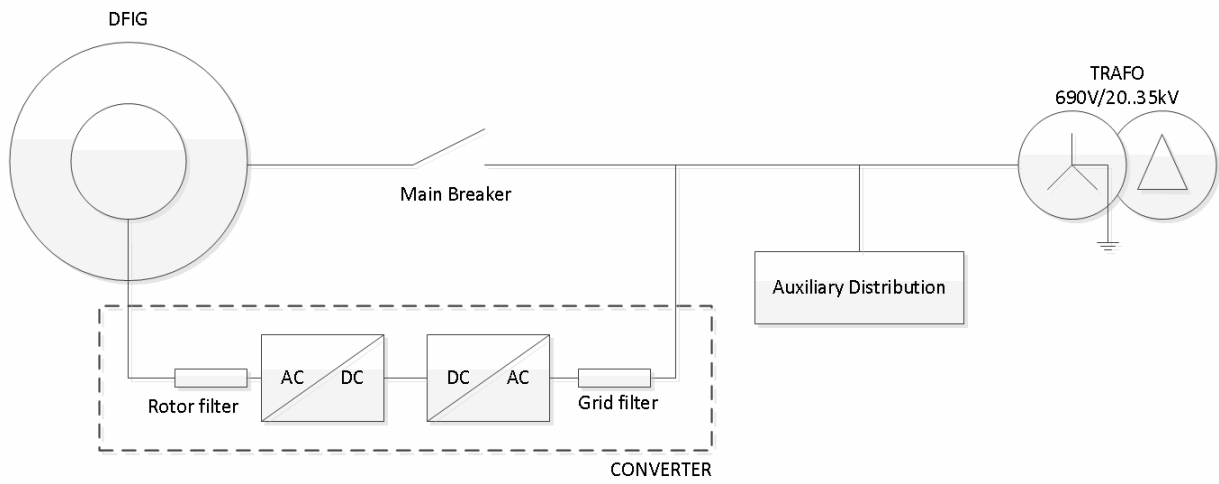 DFIG
TRAFO
690V/20..35kV
Main Breaker
Auxiliary Distribution
AC
DC
DC
AC
Rotor filter
Grid filter
CONVERTER